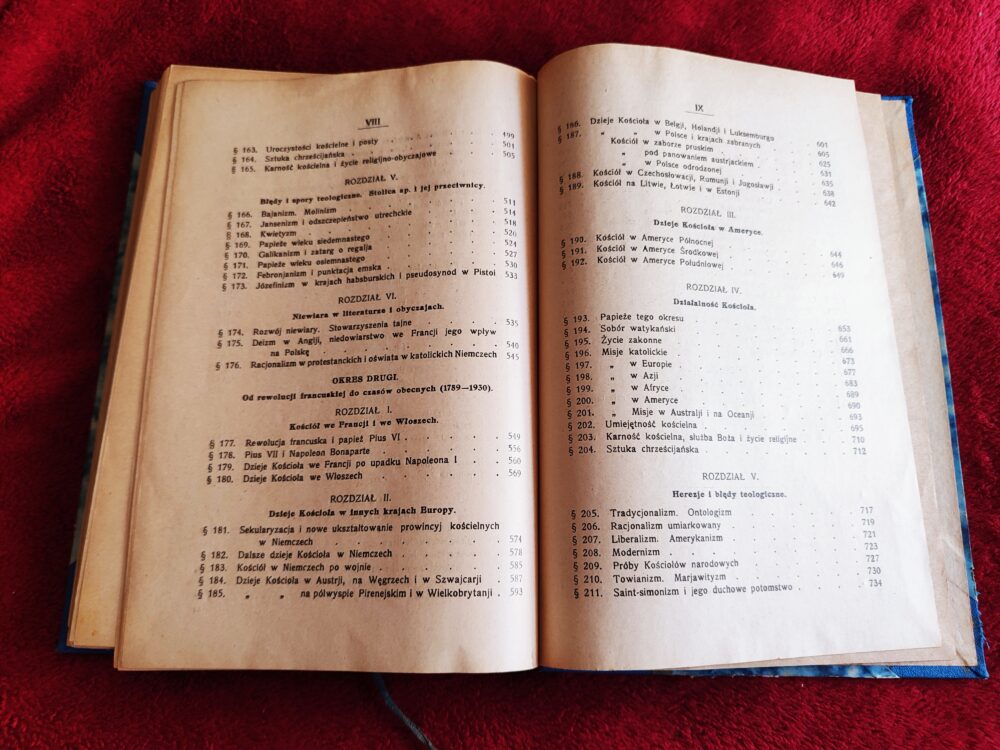 VIII
§ 163. Uroczystości kościelne i posty . . . . . 499
§ 164. Sztuka chrześcijańska . . . . . 501
§ 165. Karność kościelna i życie religijno-obyczajowe . . . . . 505
ROZDZIAŁ V.
Błędy i spory teologiczne. Stolica ap. i jej przeciwnicy.
§ 166. Bajanizm. Molinizm . . . . . 511
§ 167. Jansenizm i odszczepieństwo utrechckie . . . . . 514
§ 168. Kwietyzm . . . . . 518
§ 169. Papieże wieku siedemnastego . . . . . 520
§ 170. Galikanizm i zatarg o regalja . . . . . 524
§ 171. Papieże wieku osiemnastego . . . . . 527
§ 172. Febronjanizm i punktacja emska . . . . . 530
§ 173. Józefinizm w krajach habsburskich i pseudosynod w Pistoi 533
ROZDZIAŁ VI.
Niewiara w literaturze i obyczajach.
§ 174. Rozwój niewiary. Stowarzyszenia tajne . . . . . 535
§ 175. Deizm w Anglji, niedowiarstwo we Francji jego wpływ
na Polskę . . . . . 540
§ 176. Racjonalizm w protestanckich i oświata w katolickich Niemczech 545
OKRES DRUGI.
Od rewolucji francuskiej do czasów obecnych (1789—1930).
ROZDZIAŁ I.
Kościół we Francji i we Włoszech.
§ 177. Rewolucja francuska i papież Pius VI . . . . . 549
§ 178. Pius VII i Napoleon Bonaparte . . . . . 556
§ 179. Dzieje Kościoła we Francji po upadku Napoleona I . . . 560
§ 180. Dzieje Kościoła we Włoszech . . . . . 569
ROZDZIAŁ II.
Dzieje Kościoła w innych krajach Europy.
§ 181. Sekularyzacja i nowe ukształtowanie prowincyj kościelnych
w Niemczech . . . . . 574
§ 182. Dalsze dzieje Kościoła w Niemczech . . . . . 578
§ 183. Kościół w Niemczech po wojnie . . . . . 585
§ 184. Dzieje Kościoła w Austrji, na Węgrzech i w Szwajcarji . 587
§ 185. „ „ na półwyspie Pirenejskim i w Wielkobrytanji . 593
IX
§ 186. Dzieje Kościoła w Belgji, Holandji i Luksemburgo
§ 187. „ „ w Polsce i krajach zabranych . 601
Kościół w zaborze pruskim . . . . . 605
„ pod panowaniem austrjackiem . . . 625
„ w Polsce odrodzonej . . . . . 631
§ 188. Kościół w Czechosłowacji, Rumunji i Jugosławji . 635
§ 189. Kościół na Litwie, Łotwie i w Estonji . . . 638
642
ROZDZIAŁ III.
Dzieje Kościoła w Ameryce.
§ 190. Kościół w Ameryce Północnej . . . . .
§ 191. Kościół w Ameryce Środkowej . . . . . 644
§ 192. Kościół w Ameryce Południowej . . . . . 646
649
ROZDZIAŁ IV.
Działalność Kościoła.
§ 193. Papieże tego okresu . . . . .
§ 194. Sobór watykański . . . . . 653
§ 195. Życie zakonne . . . . . 661
§ 196. Misje katolickie . . . . . 666
§ 197. „ w Europie . . . . . 673
§ 198. „ w Azji . . . . . 677
§ 199. „ w Afryce . . . . . 683
§ 200. „ w Ameryce . . . . . 689
§ 201. „ Misje w Australji i na Oceanji . . . 690
§ 202. Umiejętność kościelna . . . . . 693
§ 203. Karność kościelna, służba Boża i życie religijne . 695
§ 204. Sztuka chrześcijańska . . . . . 710
712
ROZDZIAŁ V.
Herezje i błędy teologiczne.
§ 205. Tradycjonalizm. Ontologizm . . . . . 717
§ 206. Racjonalizm umiarkowany . . . . . 719
§ 207. Liberalizm. Amerykanizm . . . . . 721
§ 208. Modernizm . . . . . 723
§ 209. Próby Kościołów narodowych . . . . . 727
§ 210. Towianizm. Marjawityzm . . . . . 730
§ 211. Saint-simonizm i jego duchowe potomstwo . . . . 734